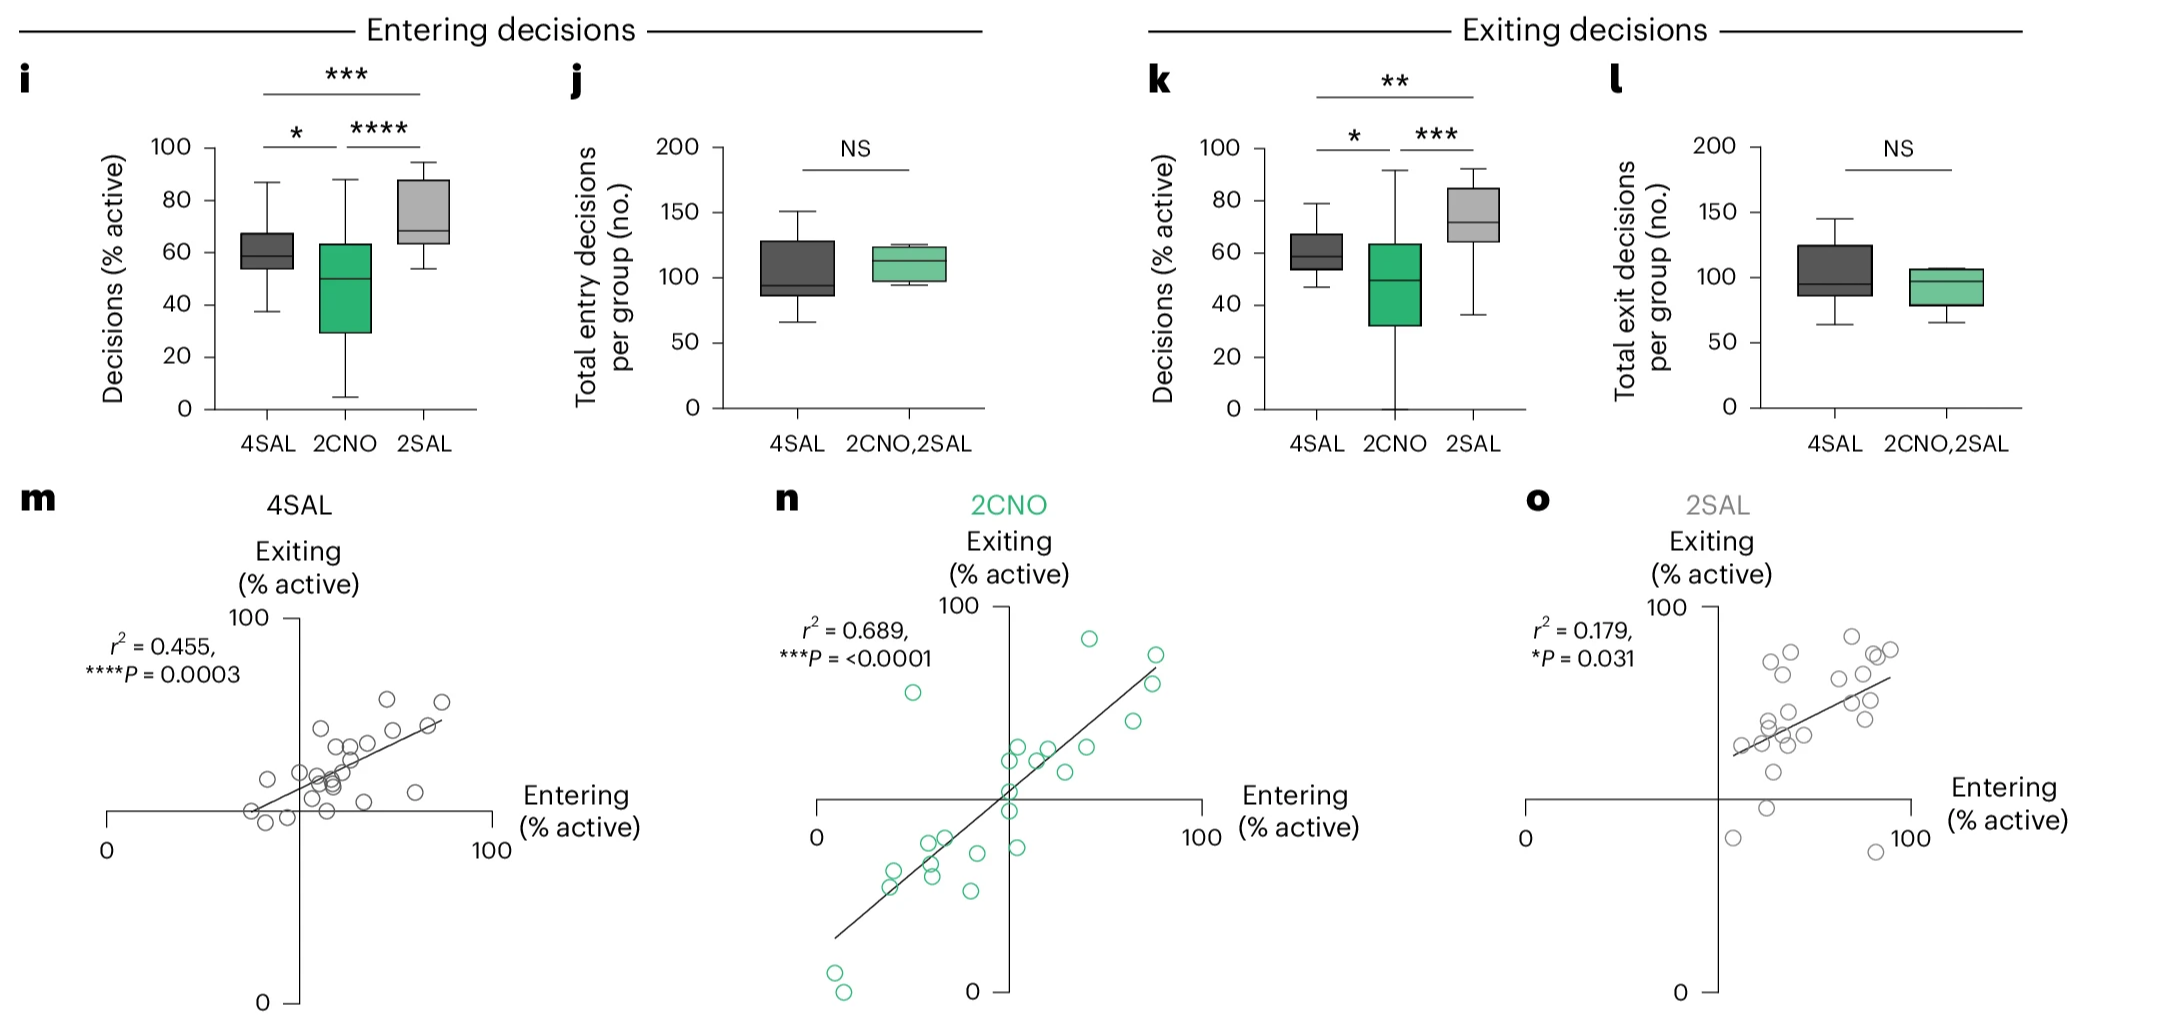 Entering decisions
Exiting decisions
i
***
*
****
Decisions (% active)
100
80
60
40
20
0
4SAL
2CNO
2SAL
j
NS
Total entry decisions
per group (no.)
200
150
100
50
0
4SAL
2CNO,2SAL
k
**
*
***
Decisions (% active)
100
80
60
40
20
0
4SAL
2CNO
2SAL
l
NS
Total exit decisions
per group (no.)
200
150
100
50
0
4SAL
2CNO,2SAL
m
4SAL
Exiting
(% active)
100
r² = 0.455,
****P = 0.0003
Entering
(% active)
0
100
0
n
2CNO
Exiting
(% active)
100
r² = 0.689,
***P = <0.0001
Entering
(% active)
0
100
0
o
2SAL
Exiting
(% active)
100
r² = 0.179,
*P = 0.031
Entering
(% active)
0
100
0